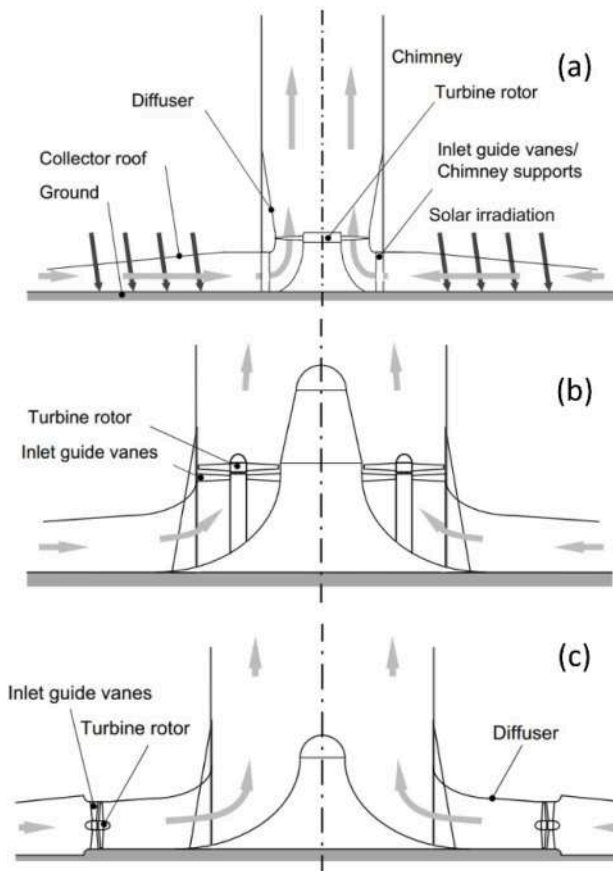 Chimney
(a)
Diffuser
Turbine rotor
Collector roof
Inlet guide vanes/
Chimney supports
Ground
Solar irradiation
(b)
Turbine rotor
Inlet guide vanes
(c)
Inlet guide vanes
Turbine rotor
Diffuser